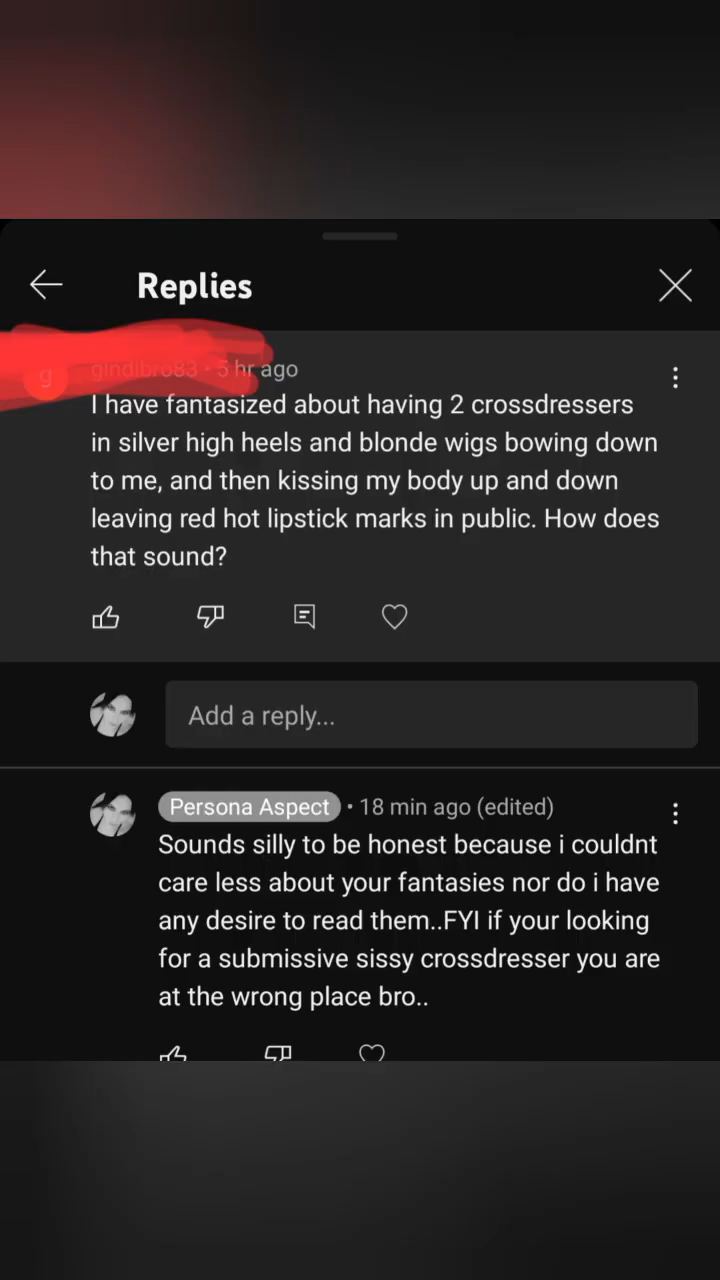 Replies
gindibro83 • 5 hr ago
I have fantasized about having 2 crossdressers
in silver high heels and blonde wigs bowing down
to me, and then kissing my body up and down
leaving red hot lipstick marks in public. How does
that sound?
Add a reply...
Persona Aspect • 18 min ago (edited)
Sounds silly to be honest because i couldnt
care less about your fantasies nor do i have
any desire to read them..FYI if your looking
for a submissive sissy crossdresser you are
at the wrong place bro..